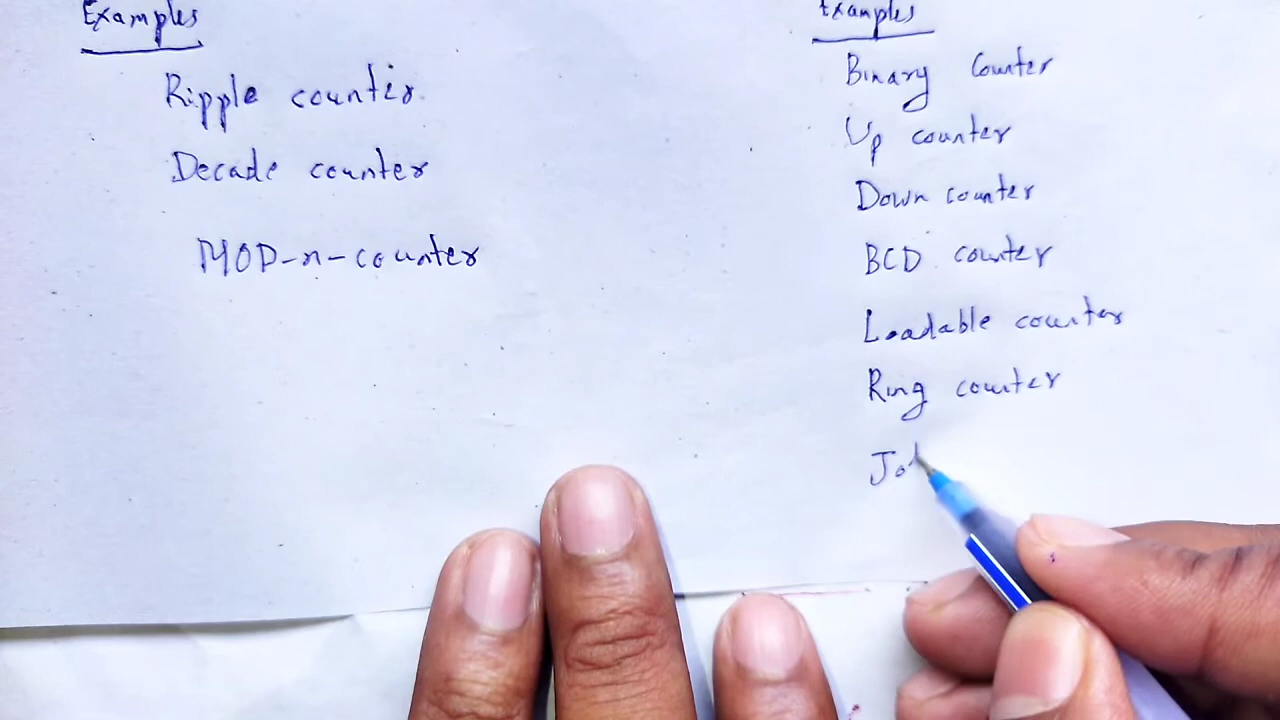 Examples
Ripple counter
Decade counter
MOD-n-counter
Examples
Binary Counter
Up counter
Down counter
BCD counter
Loadable counter
Ring counter
Joh